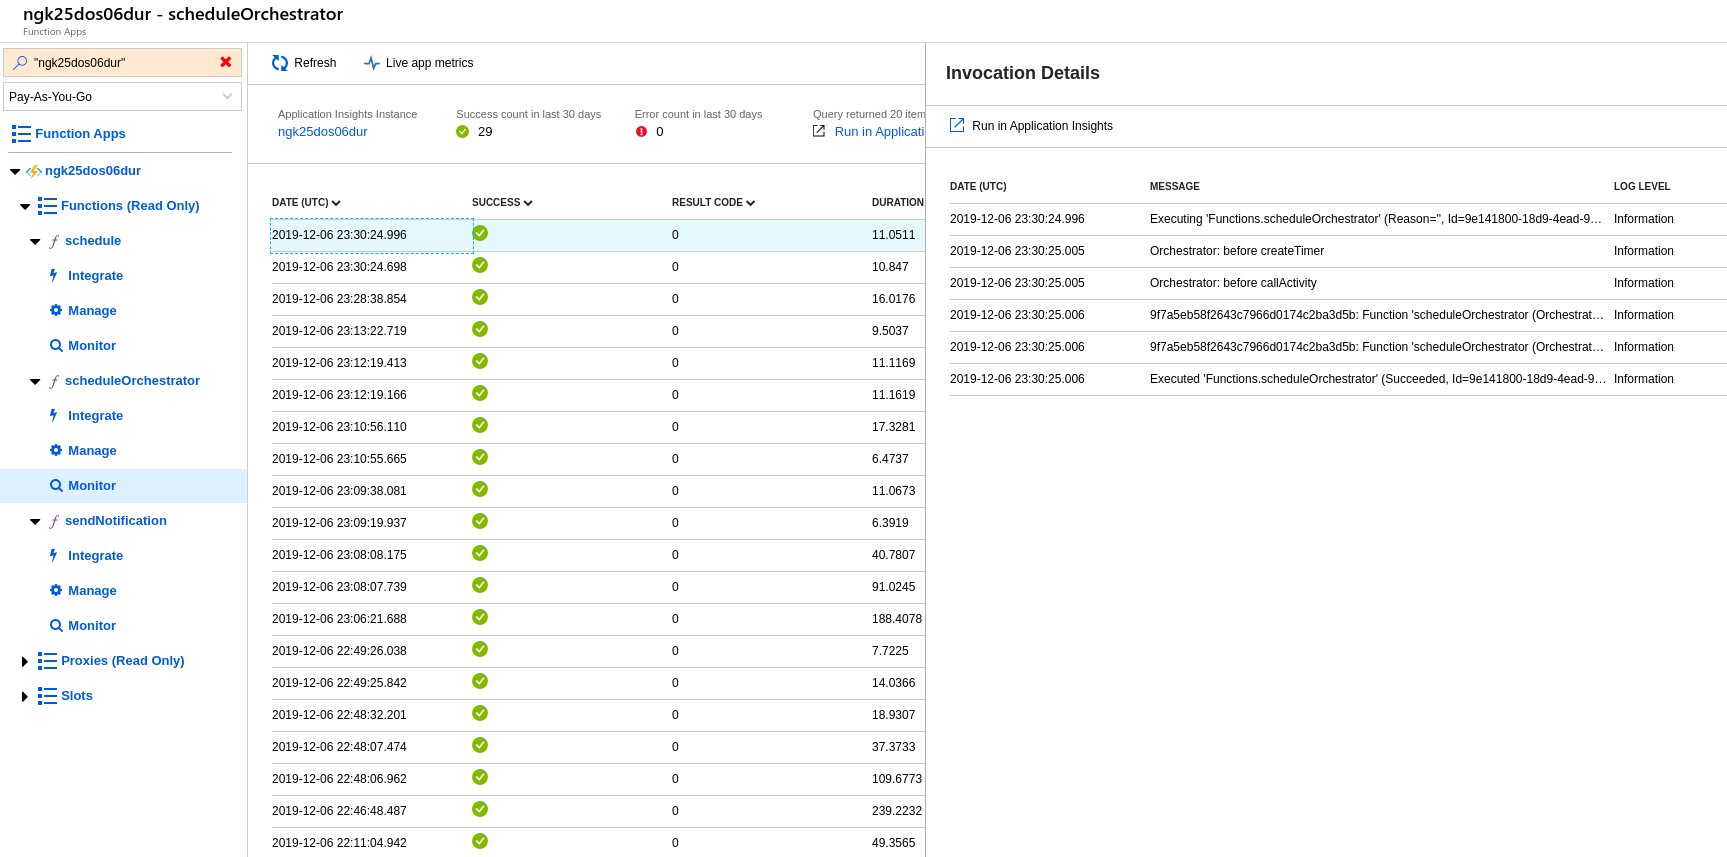 ngk25dos06dur - scheduleOrchestrator
Function Apps
"ngk25dos06dur"
Pay-As-You-Go
Function Apps
ngk25dos06dur
Functions (Read Only)
schedule
Integrate
Manage
Monitor
scheduleOrchestrator
Integrate
Manage
Monitor
sendNotification
Integrate
Manage
Monitor
Proxies (Read Only)
Slots
Refresh Live app metrics
Application Insights Instance Success count in last 30 days Error count in last 30 days Query returned 20 item
ngk25dos06dur 29 0 Run in Applicati
DATE (UTC) SUCCESS RESULT CODE DURATION
2019-12-06 23:30:24.996 0 11.0511
2019-12-06 23:30:24.698 0 10.847
2019-12-06 23:28:38.854 0 16.0176
2019-12-06 23:13:22.719 0 9.5037
2019-12-06 23:12:19.413 0 11.1169
2019-12-06 23:12:19.166 0 11.1619
2019-12-06 23:10:56.110 0 17.3281
2019-12-06 23:10:55.665 0 6.4737
2019-12-06 23:09:38.081 0 11.0673
2019-12-06 23:09:19.937 0 6.3919
2019-12-06 23:08:08.175 0 40.7807
2019-12-06 23:08:07.739 0 91.0245
2019-12-06 23:06:21.688 0 188.4078
2019-12-06 22:49:26.038 0 7.7225
2019-12-06 22:49:25.842 0 14.0366
2019-12-06 22:48:32.201 0 18.9307
2019-12-06 22:48:07.474 0 37.3733
2019-12-06 22:48:06.962 0 109.6773
2019-12-06 22:46:48.487 0 239.2232
2019-12-06 22:11:04.942 0 49.3565
Invocation Details
Run in Application Insights
DATE (UTC) MESSAGE LOG LEVEL
2019-12-06 23:30:24.996 Executing 'Functions.scheduleOrchestrator' (Reason='', Id=9e141800-18d9-4ead-9… Information
2019-12-06 23:30:25.005 Orchestrator: before createTimer Information
2019-12-06 23:30:25.005 Orchestrator: before callActivity Information
2019-12-06 23:30:25.006 9f7a5eb58f2643c7966d0174c2ba3d5b: Function 'scheduleOrchestrator (Orchestrat… Information
2019-12-06 23:30:25.006 9f7a5eb58f2643c7966d0174c2ba3d5b: Function 'scheduleOrchestrator (Orchestrat… Information
2019-12-06 23:30:25.006 Executed 'Functions.scheduleOrchestrator' (Succeeded, Id=9e141800-18d9-4ead-9… Information